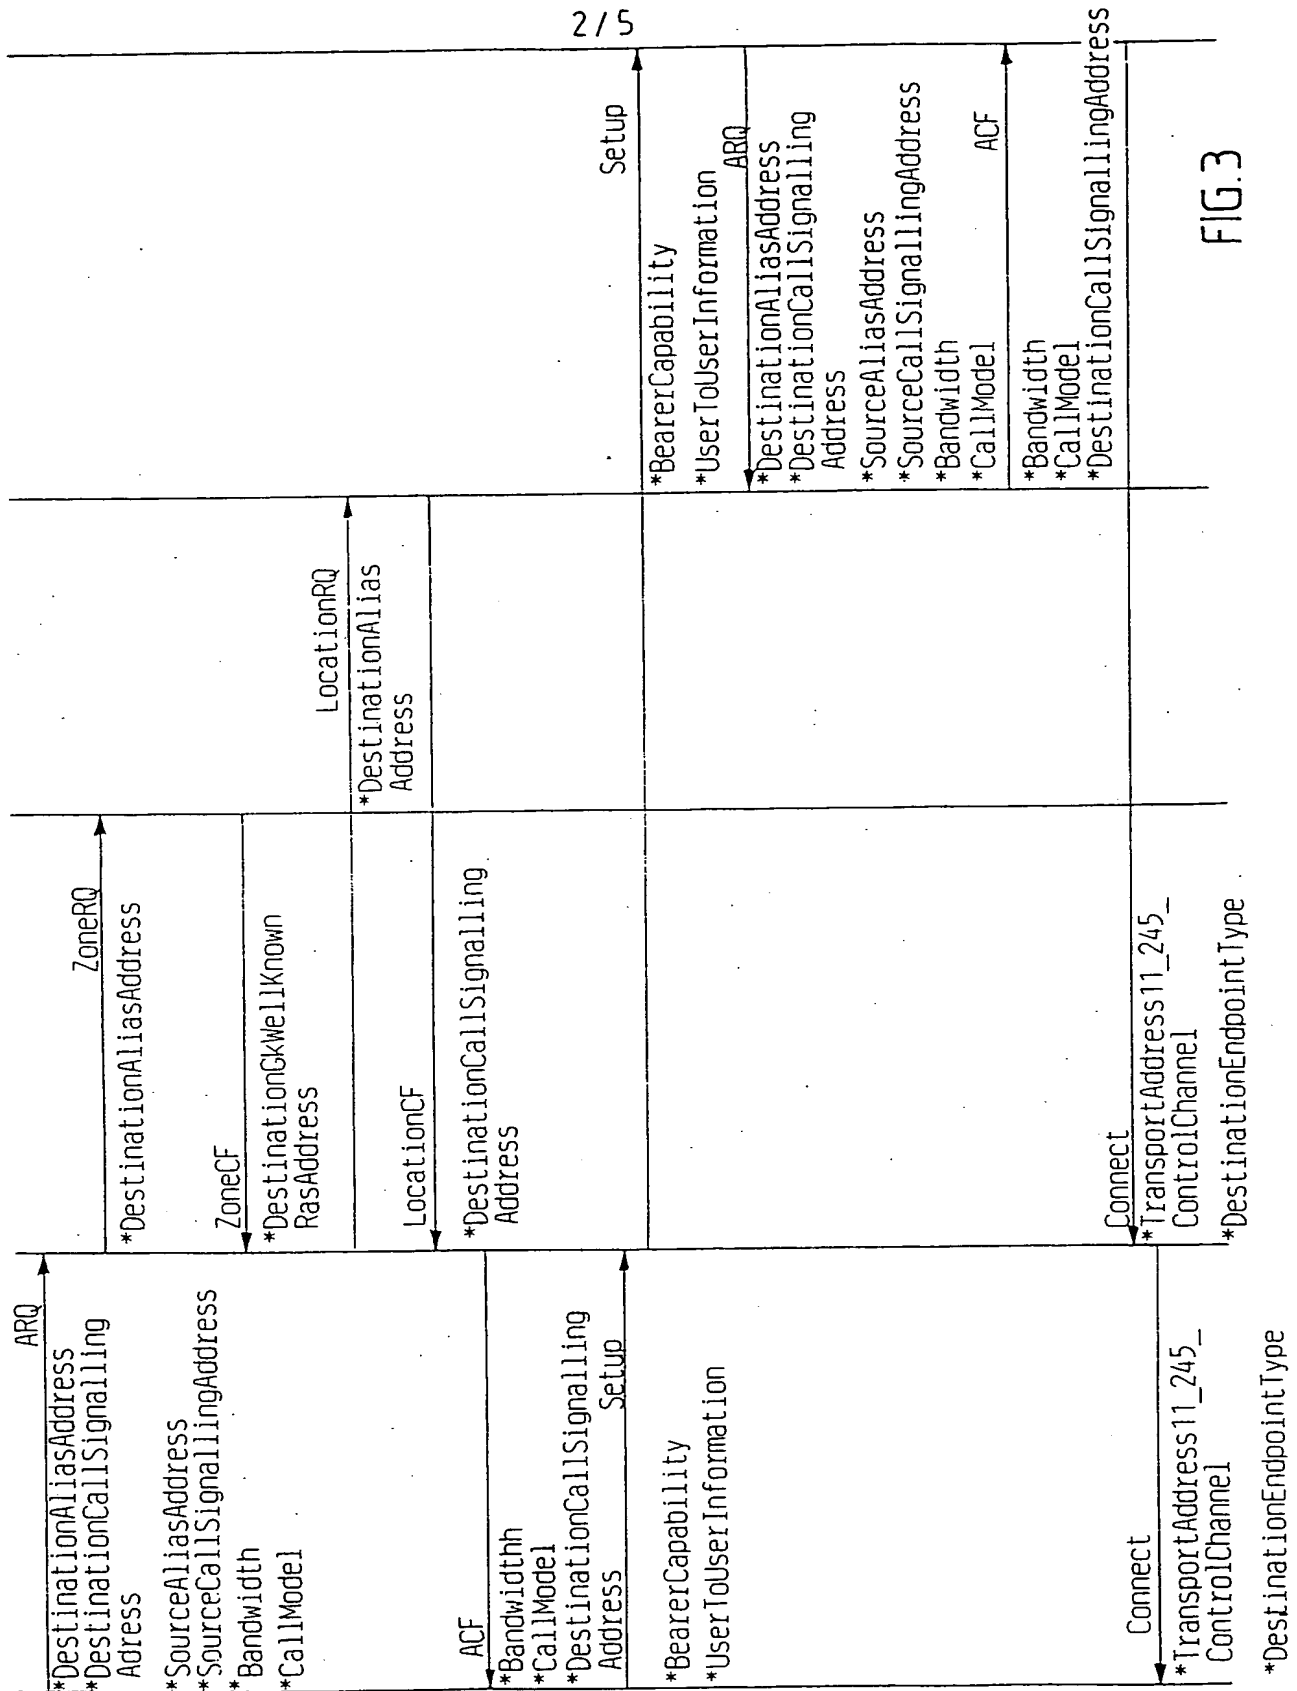 2/5
ARQ
*DestinationAliasAddress
*DestinationCallSignalling
Adress
*SourceAliasAddress
*SourceCallSignallingAddress
*Bandwidth
*CallModel
ZoneRQ
*DestinationAliasAddress
ZoneCF
*DestinationGkWellKnown
RasAddress
LocationRQ
*DestinationAlias
Address
LocationCF
*DestinationCallSignaling
Address
ACF
*Bandwidthh
*CallModel
*DestinationCallSignalling
Address
Setup
*BearerCapability
*UserToUserInformation
Setup
*BearerCapability
*UserToUserInformation
ARQ
*DestinationAliasAddress
*DestinationCallSignalling
Address
*SourceAliasAddress
*SourceCallSignallingAddress
*Bandwidth
*CallModel
ACF
*Bandwidth
*CallModel
*DestinationCallSignallingAddress
Connect
*TransportAddress11_245_
ControlChannel
*DestinationEndpointType
Connect
*TransportAddress11_245_
ControlChannel
*DestinationEndpointType
FIG.3